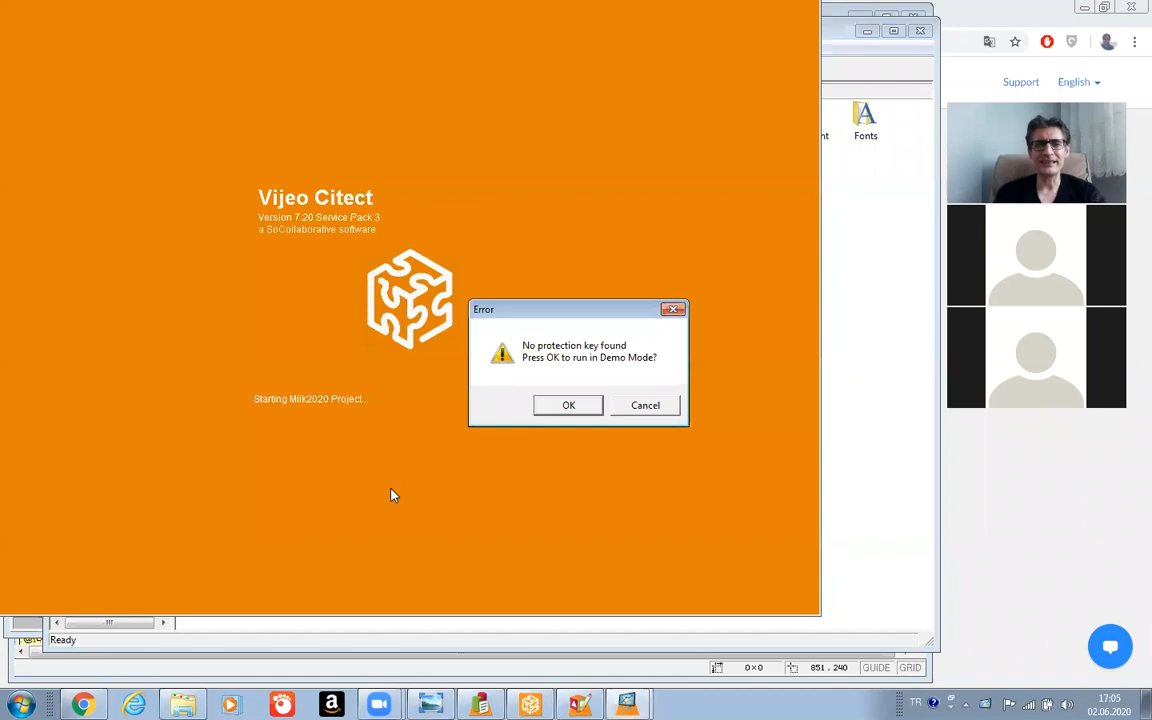 Vijeo Citect
Version 7.20 Service Pack 3
a SoCollaborative software
Starting Milk2020 Project...
Error
No protection key found
Press OK to run in Demo Mode?
OK
Cancel
Fonts
Support
English
Ready
0×0
851, 240
GUIDE
GRID
TR
17:05
02.06.2020